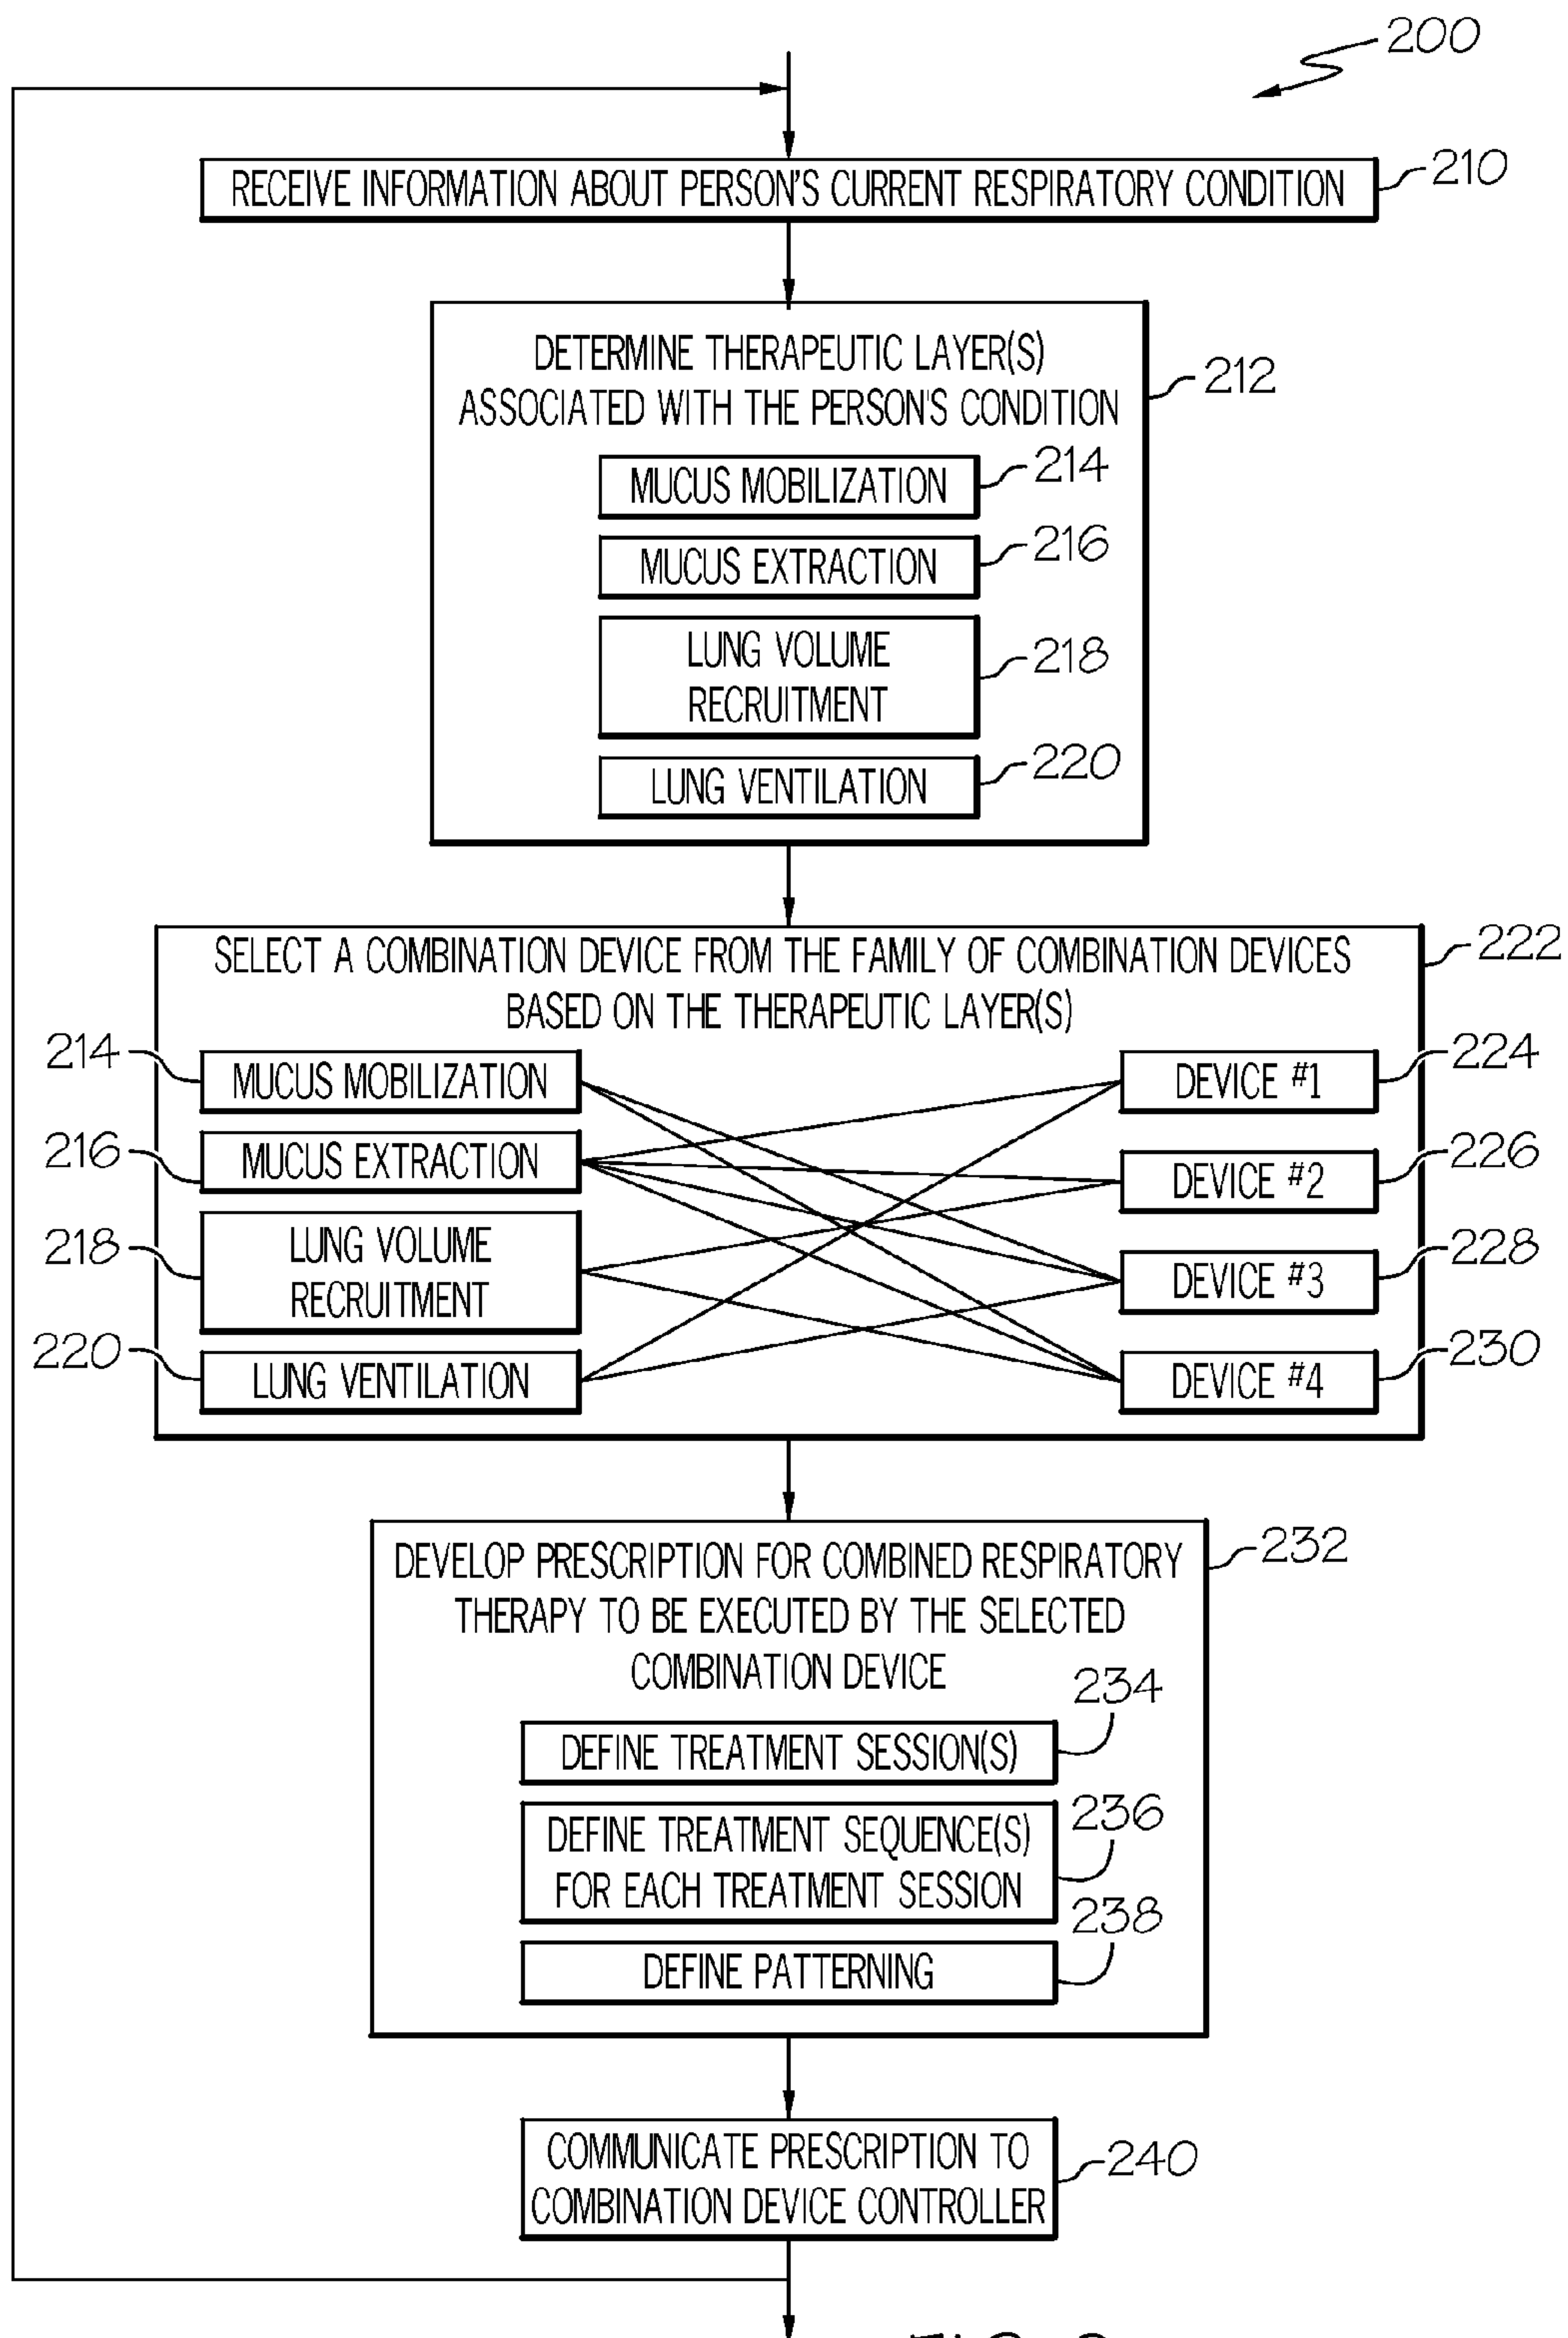 200
RECEIVE INFORMATION ABOUT PERSON'S CURRENT RESPIRATORY CONDITION
210
DETERMINE THERAPEUTIC LAYER(S)
ASSOCIATED WITH THE PERSON'S CONDITION
212
MUCUS MOBILIZATION
214
MUCUS EXTRACTION
216
LUNG VOLUME
RECRUITMENT
218
LUNG VENTILATION
220
SELECT A COMBINATION DEVICE FROM THE FAMILY OF COMBINATION DEVICES
BASED ON THE THERAPEUTIC LAYER(S)
222
214
MUCUS MOBILIZATION
DEVICE #1
224
216
MUCUS EXTRACTION
DEVICE #2
226
218
LUNG VOLUME
RECRUITMENT
DEVICE #3
228
220
LUNG VENTILATION
DEVICE #4
230
DEVELOP PRESCRIPTION FOR COMBINED RESPIRATORY
THERAPY TO BE EXECUTED BY THE SELECTED
COMBINATION DEVICE
232
DEFINE TREATMENT SESSION(S)
234
DEFINE TREATMENT SEQUENCE(S)
FOR EACH TREATMENT SESSION
236
DEFINE PATTERNING
238
COMMUNICATE PRESCRIPTION TO
COMBINATION DEVICE CONTROLLER
240